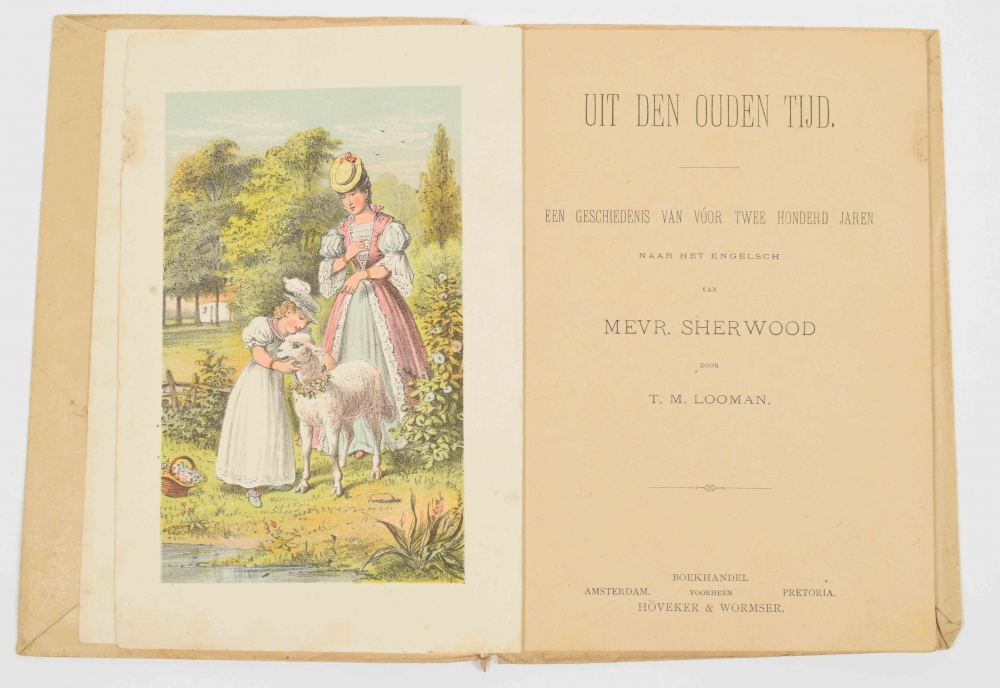 UIT DEN OUDEN TIJD.
EEN GESCHIEDENIS VAN VÓOR TWEE HONDERD JAREN
NAAR HET ENGELSCH
VAN
MEVR. SHERWOOD
DOOR
T. M. LOOMAN.
BOEKHANDEL
AMSTERDAM. VOORHEEN PRETORIA.
HÖVEKER & WORMSER.